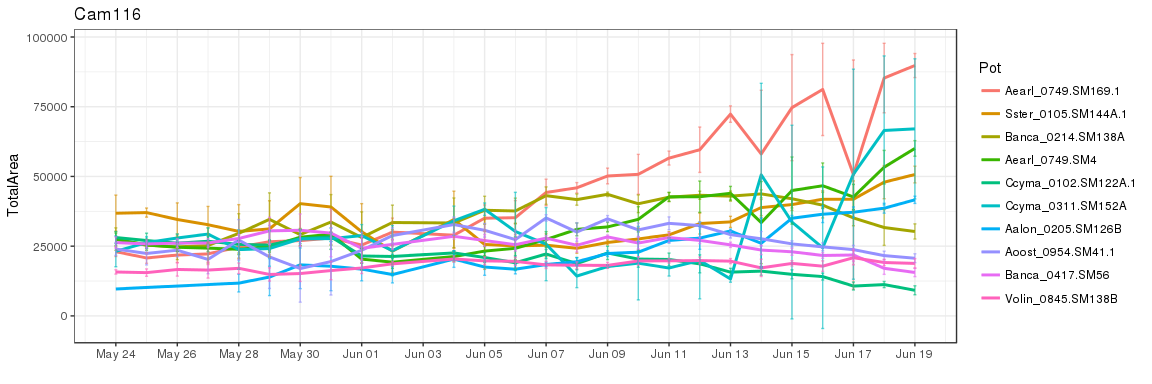 Cam116
TotalArea
100000
75000
50000
25000
0
May 24 May 26 May 28 May 30 Jun 01 Jun 03 Jun 05 Jun 07 Jun 09 Jun 11 Jun 13 Jun 15 Jun 17 Jun 19
Pot
Aearl_0749.SM169.1
Sster_0105.SM144A.1
Banca_0214.SM138A
Aearl_0749.SM4
Ccyma_0102.SM122A.1
Ccyma_0311.SM152A
Aalon_0205.SM126B
Aoost_0954.SM41.1
Banca_0417.SM56
Volin_0845.SM138B